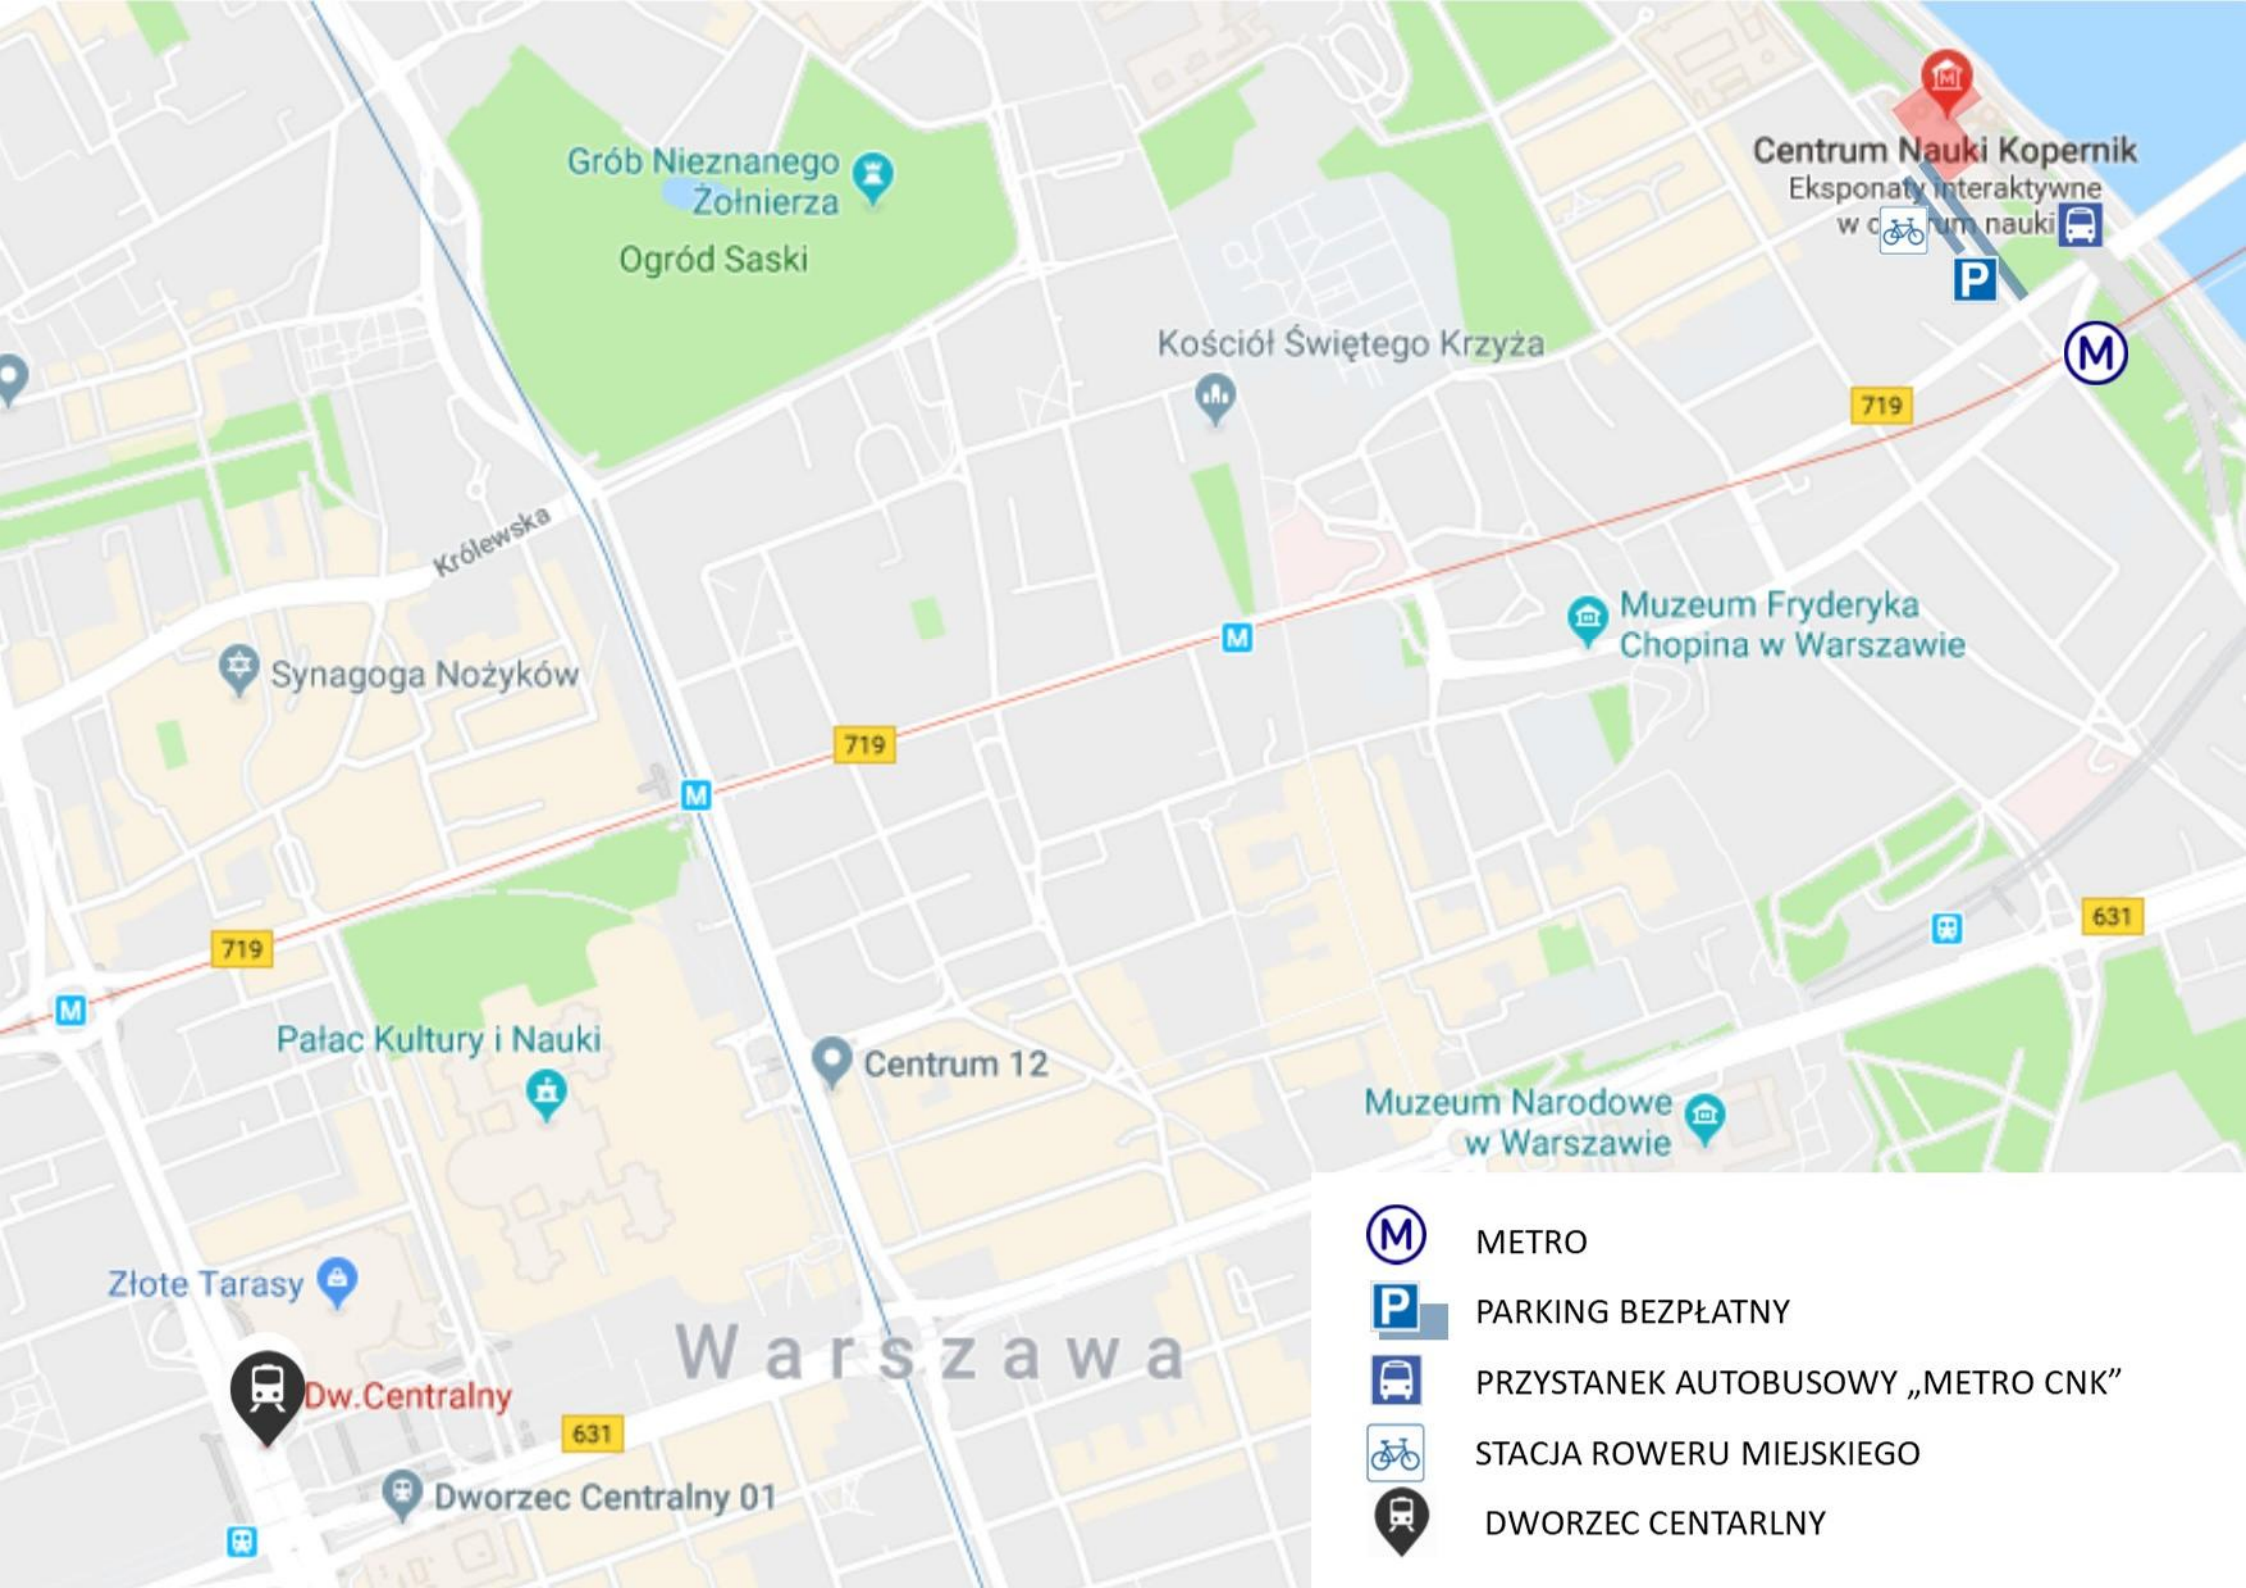 Grób Nieznanego
Żołnierza
Ogród Saski
Centrum Nauki Kopernik
Eksponaty interaktywne
nauki
P
Kościół Świętego Krzyża
M
719
Królewska
Muzeum Fryderyka
Chopina w Warszawie
M
Synagoga Nożyków
719
M
719
631
M
Pałac Kultury i Nauki
Centrum 12
Muzeum Narodowe
w Warszawie
Złote Tarasy
Warszawa
Dw.Centralny
631
Dworzec Centralny 01
M METRO
P PARKING BEZPŁATNY
PRZYSTANEK AUTOBUSOWY „METRO CNK”
STACJA ROWERU MIEJSKIEGO
DWORZEC CENTARLNY